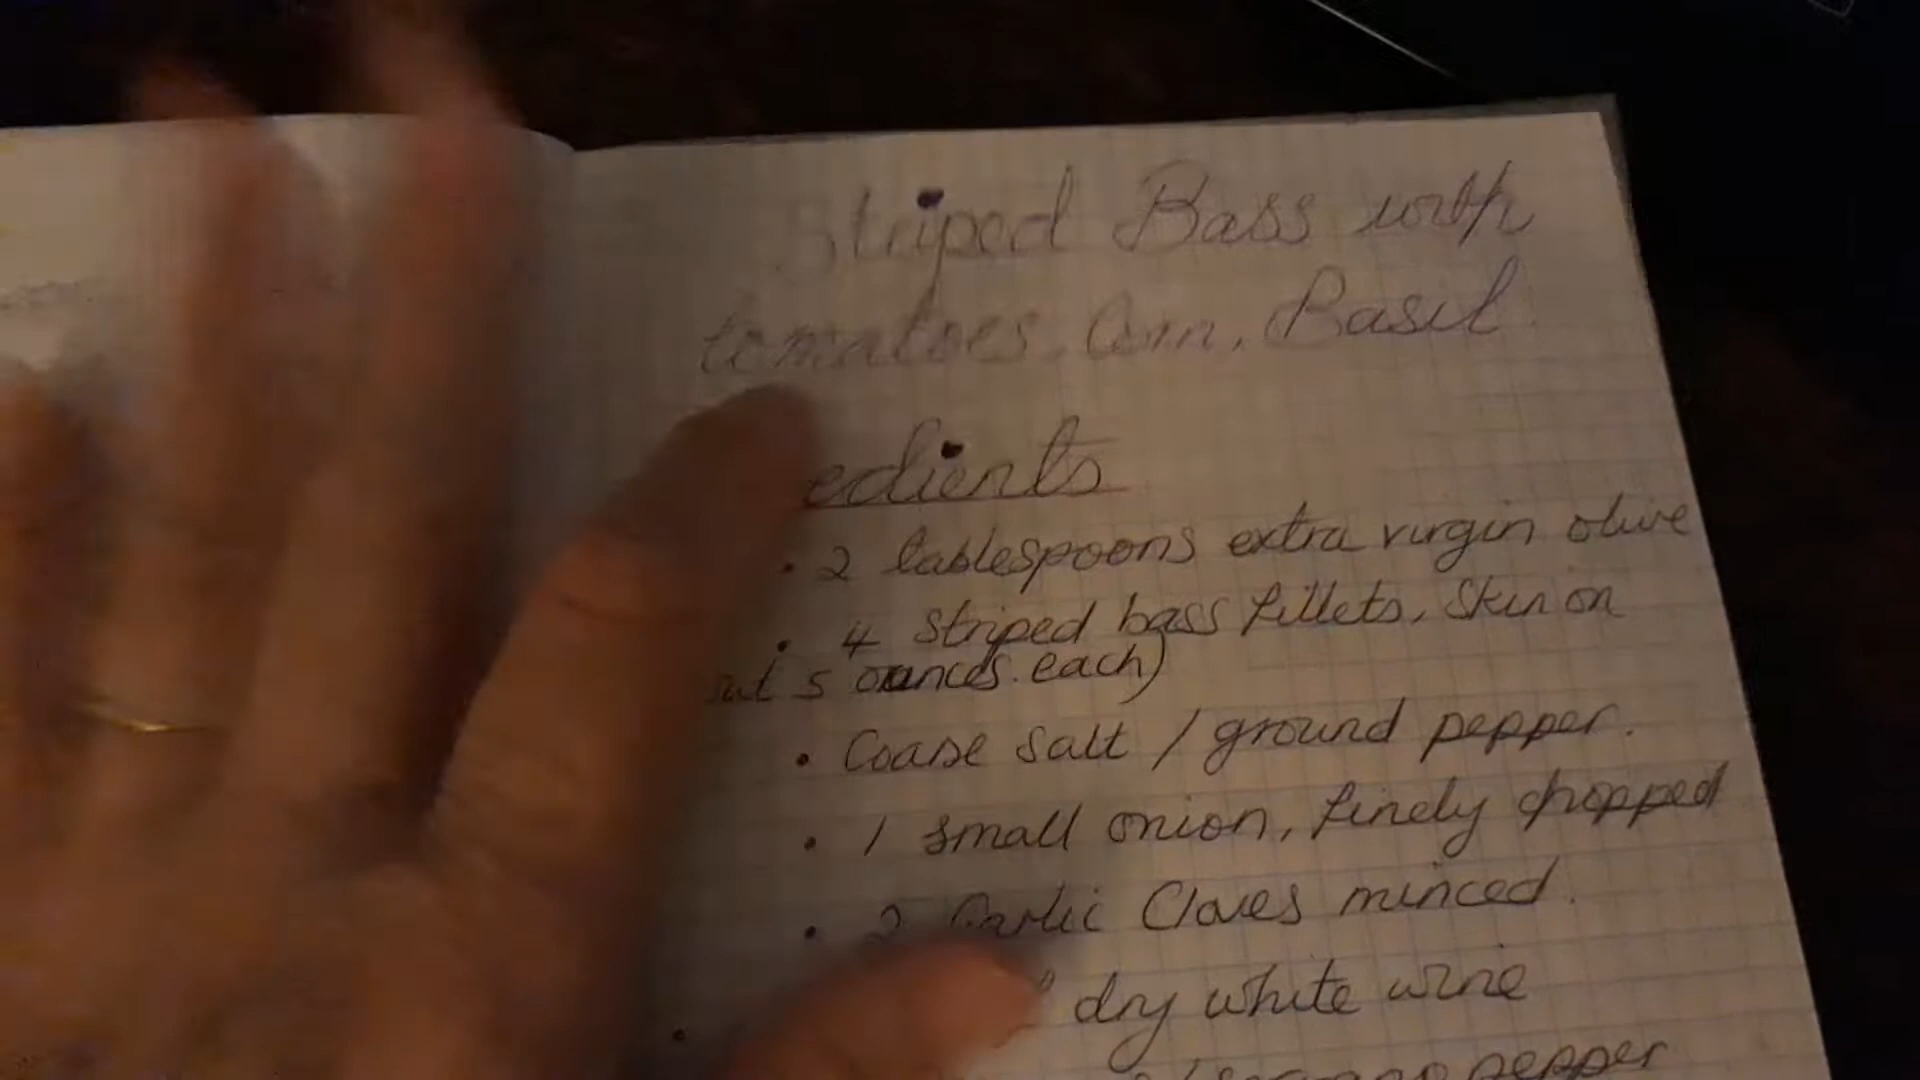 Striped Bass with
tomatoes, Corn, Basil
edients
• 2 tablespoons extra virgin olive
• 4 Striped bass fillets, Skin on
5 ounces each)
• Coase Salt / ground pepper.
• 1 small onion, finely chopped
• 2 Garlic Cloves minced.
• dry white wine
pepper